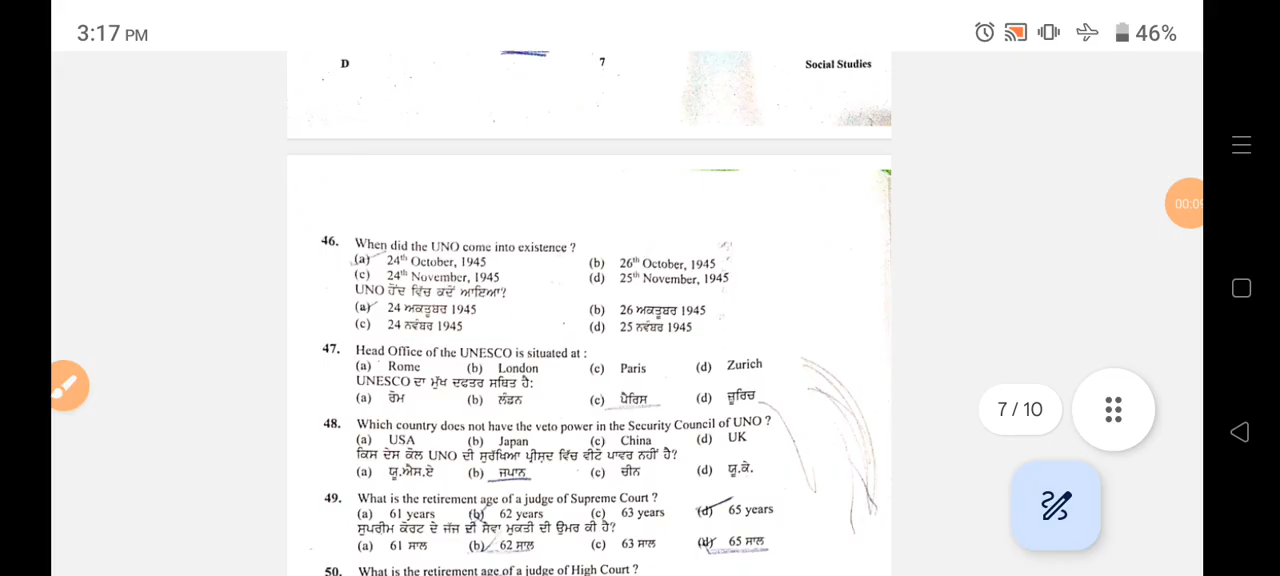 3:17 PM
46%
D 7 Social Studies
46. When did the UNO come into existence ?
(a) 24th October, 1945 (b) 26th October, 1945
(c) 24th November, 1945 (d) 25th November, 1945
UNO ਹੋਂਦ ਵਿੱਚ ਕਦੋਂ ਆਇਆ?
(a) 24 ਅਕਤੂਬਰ 1945 (b) 26 ਅਕਤੂਬਰ 1945
(c) 24 ਨਵੰਬਰ 1945 (d) 25 ਨਵੰਬਰ 1945
47. Head Office of the UNESCO is situated at :
(a) Rome (b) London (c) Paris (d) Zurich
UNESCO ਦਾ ਮੁੱਖ ਦਫਤਰ ਸਥਿਤ ਹੈ:
(a) ਰੋਮ (b) ਲੰਡਨ (c) ਪੈਰਿਸ (d) ਜ਼ੂਰਿਚ
48. Which country does not have the veto power in the Security Council of UNO ?
(a) USA (b) Japan (c) China (d) UK
ਕਿਸ ਦੇਸ ਕੋਲ UNO ਦੀ ਸੁਰੱਖਿਆ ਪ੍ਰੀਸ਼ਦ ਵਿੱਚ ਵੀਟੋ ਪਾਵਰ ਨਹੀਂ ਹੈ?
(a) ਯੂ.ਐਸ.ਏ (b) ਜਪਾਨ (c) ਚੀਨ (d) ਯੂ.ਕੇ.
49. What is the retirement age of a judge of Supreme Court ?
(a) 61 years (b) 62 years (c) 63 years (d) 65 years
ਸੁਪਰੀਮ ਕੋਰਟ ਦੇ ਜੱਜ ਦੀ ਸੇਵਾ ਮੁਕਤੀ ਦੀ ਉਮਰ ਕੀ ਹੈ?
(a) 61 ਸਾਲ (b) 62 ਸਾਲ (c) 63 ਸਾਲ (d) 65 ਸਾਲ
50. What is the retirement age of a judge of High Court ?
7 / 10